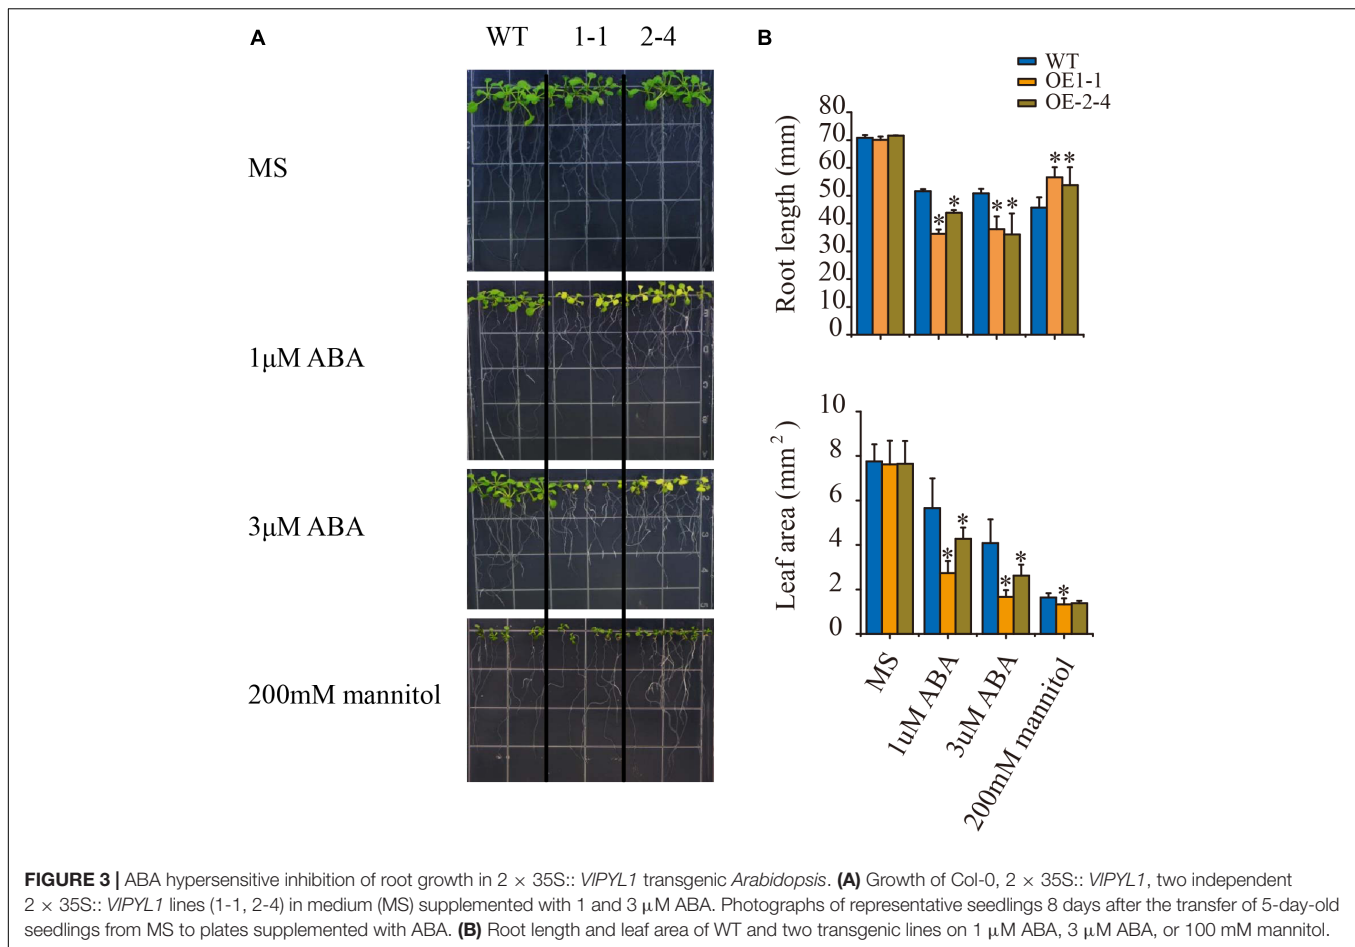 A
WT 1-1 2-4
MS
1μM ABA
3μM ABA
200mM mannitol
B
WT
OE1-1
OE-2-4
Root length (mm)
80
70
60
50
40
30
20
10
0
* * * * * *
Leaf area (mm²)
10
8
6
4
2
0
* * * * *
MS
1uM ABA
3uM ABA
200mM mannitol
FIGURE 3 | ABA hypersensitive inhibition of root growth in 2 × 35S:: VlPYL1 transgenic Arabidopsis. (A) Growth of Col-0, 2 × 35S:: VlPYL1, two independent
2 × 35S:: VlPYL1 lines (1-1, 2-4) in medium (MS) supplemented with 1 and 3 μM ABA. Photographs of representative seedlings 8 days after the transfer of 5-day-old
seedlings from MS to plates supplemented with ABA. (B) Root length and leaf area of WT and two transgenic lines on 1 μM ABA, 3 μM ABA, or 100 mM mannitol.